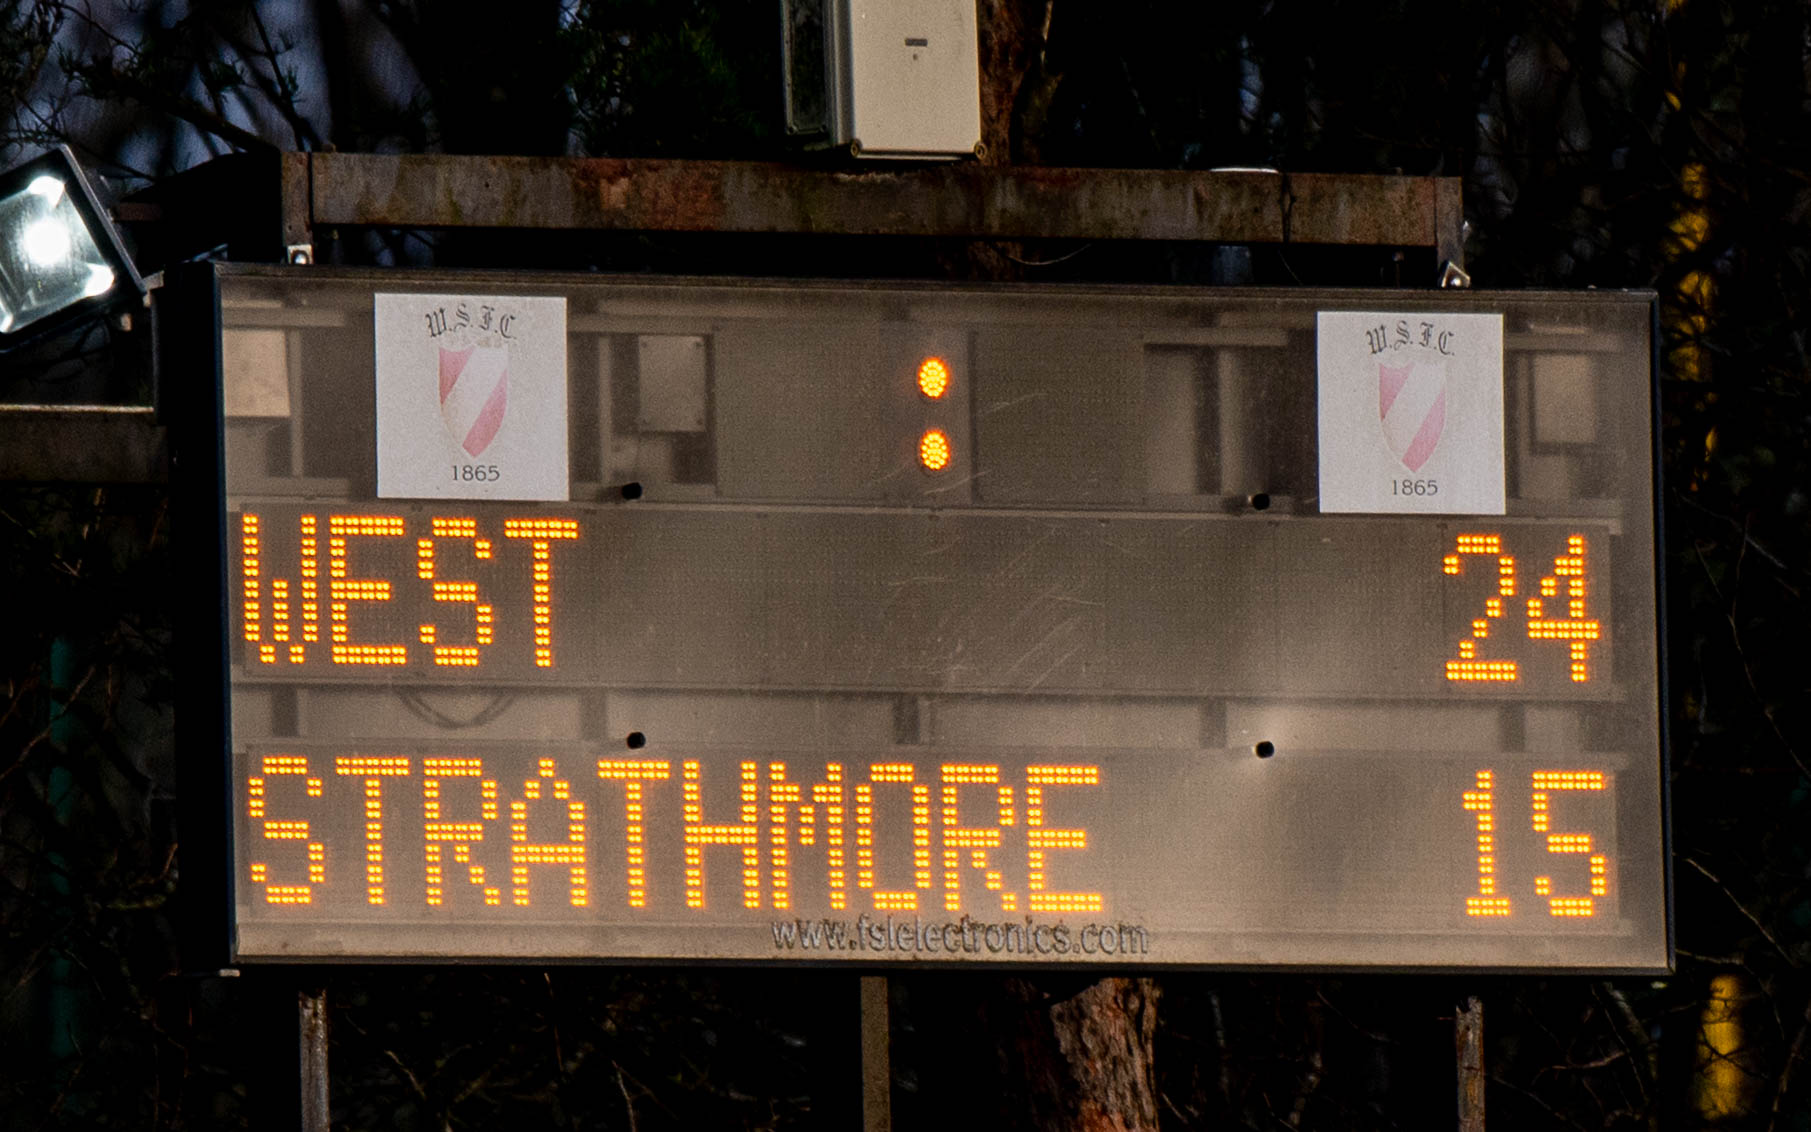 W.S.F.C. W.S.F.C.
1865 1865
:
WEST 24
STRATHMORE 15
www.fslelectronics.com